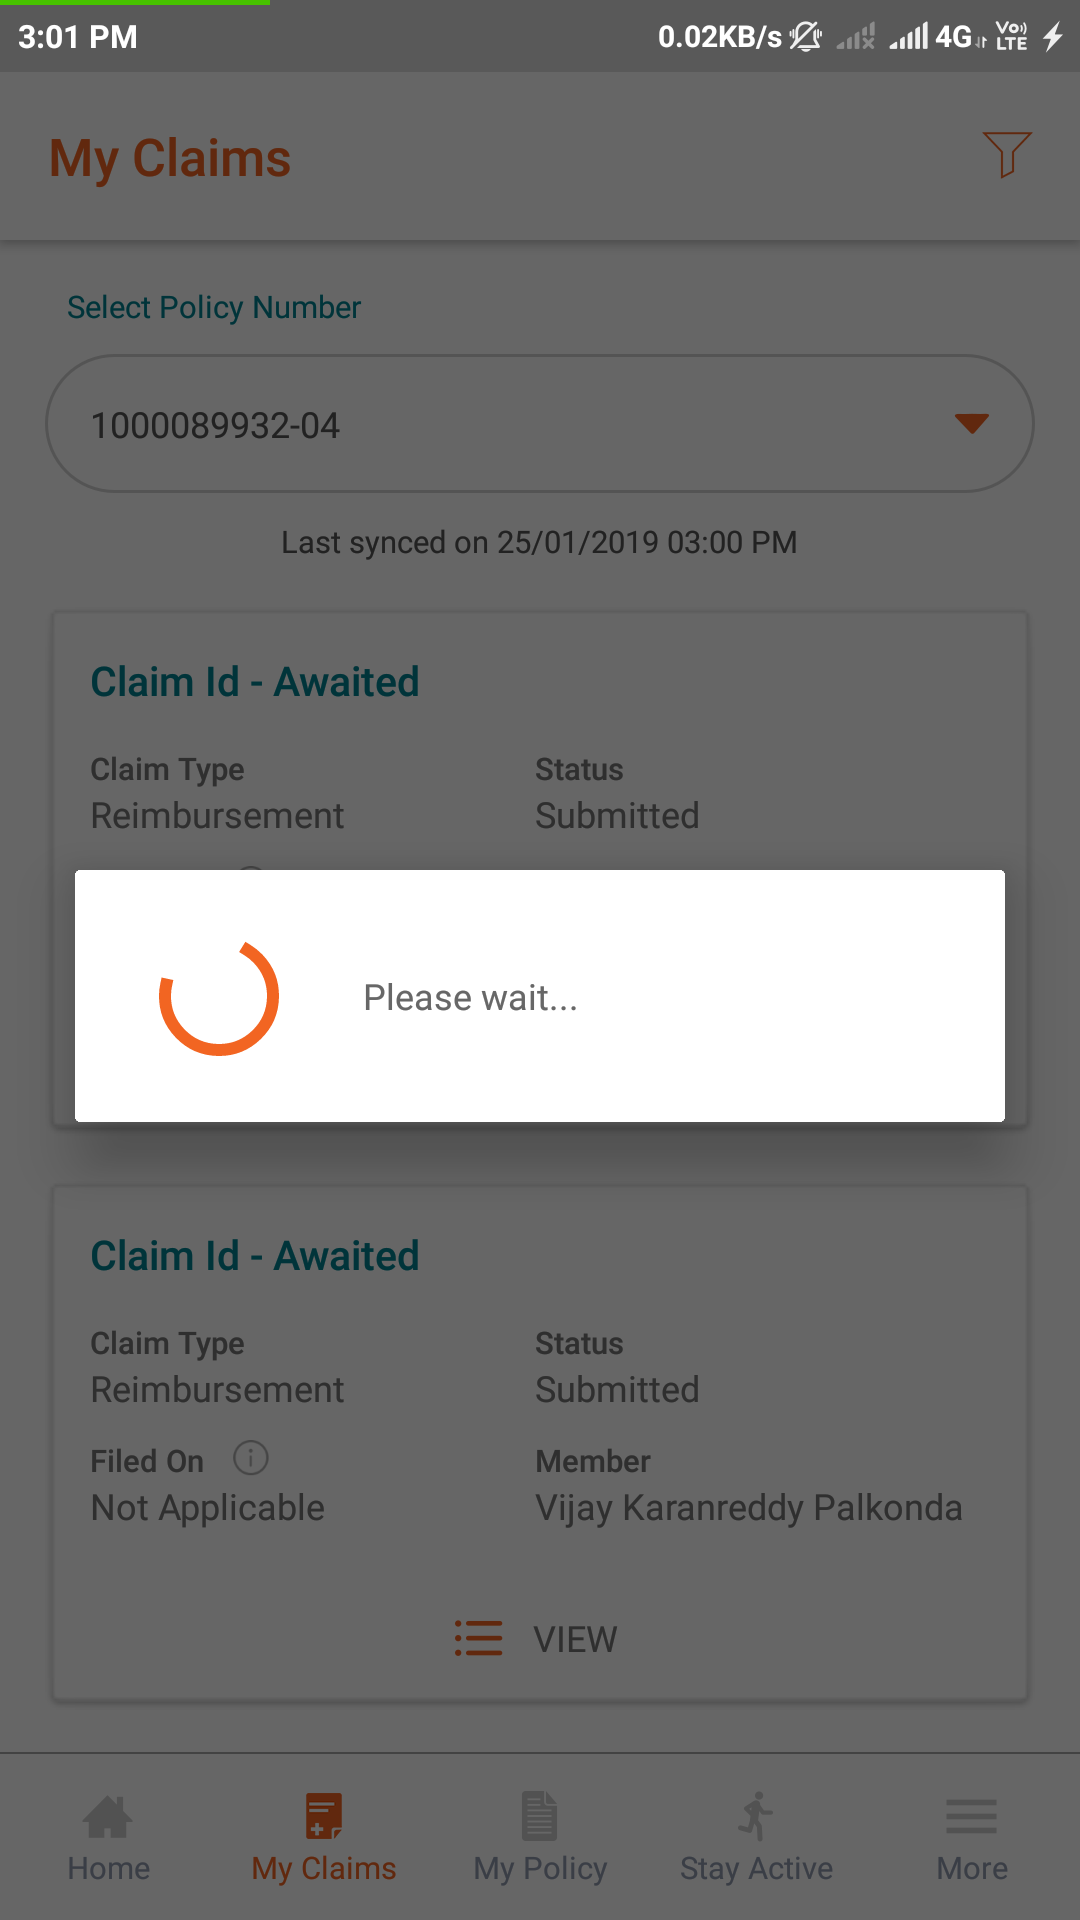 3:01 PM 0.02KB/s 4G VoLTE
My Claims
Select Policy Number
1000089932-04
Last synced on 25/01/2019 03:00 PM
Claim Id - Awaited
Claim Type Status
Reimbursement Submitted
Please wait...
Claim Id - Awaited
Claim Type Status
Reimbursement Submitted
Filed On Member
Not Applicable Vijay Karanreddy Palkonda
VIEW
Home My Claims My Policy Stay Active More